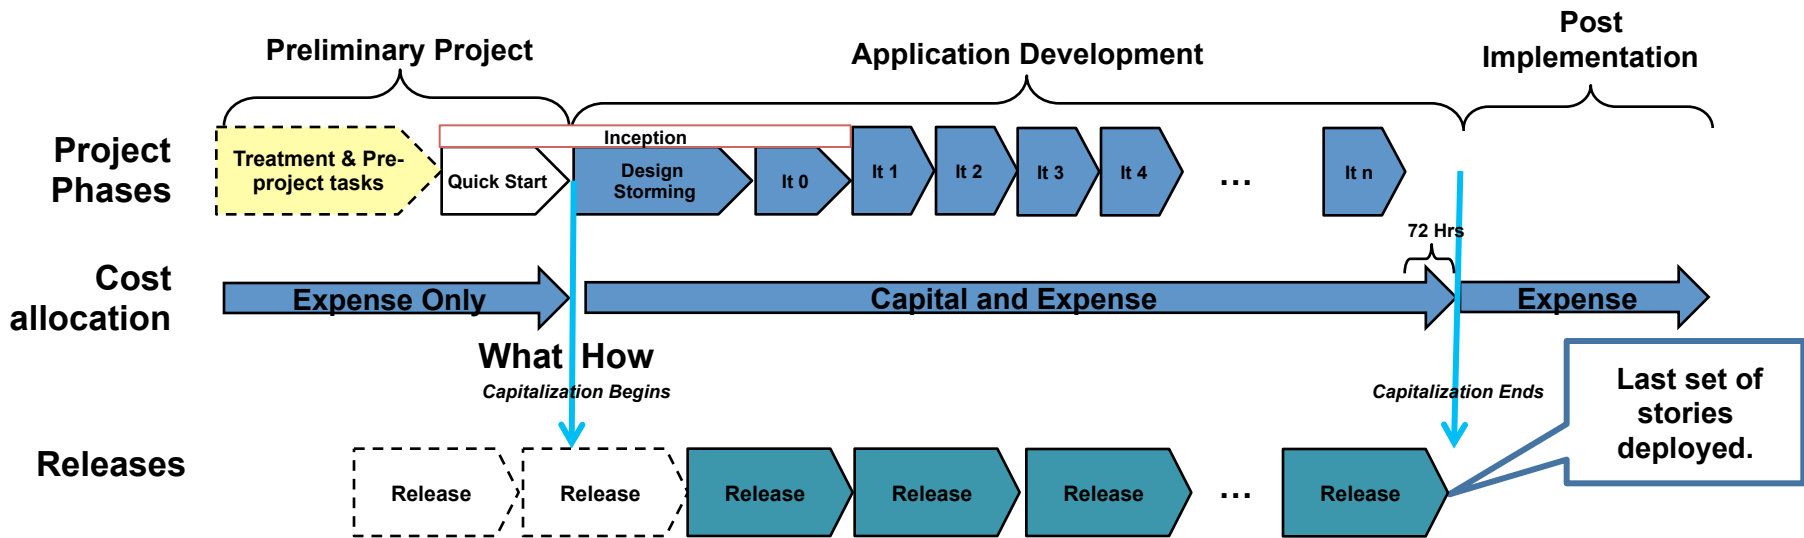 Preliminary Project
Application Development
Post
Implementation
Project
Phases
Treatment & Pre-
project tasks
Quick Start
Inception
Design
Storming
It 0
It 1
It 2
It 3
It 4
...
It n
72 Hrs
Cost
allocation
Expense Only
Capital and Expense
Expense
What How
Capitalization Begins
Capitalization Ends
Last set of
stories
deployed.
Releases
Release
Release
Release
Release
Release
...
Release